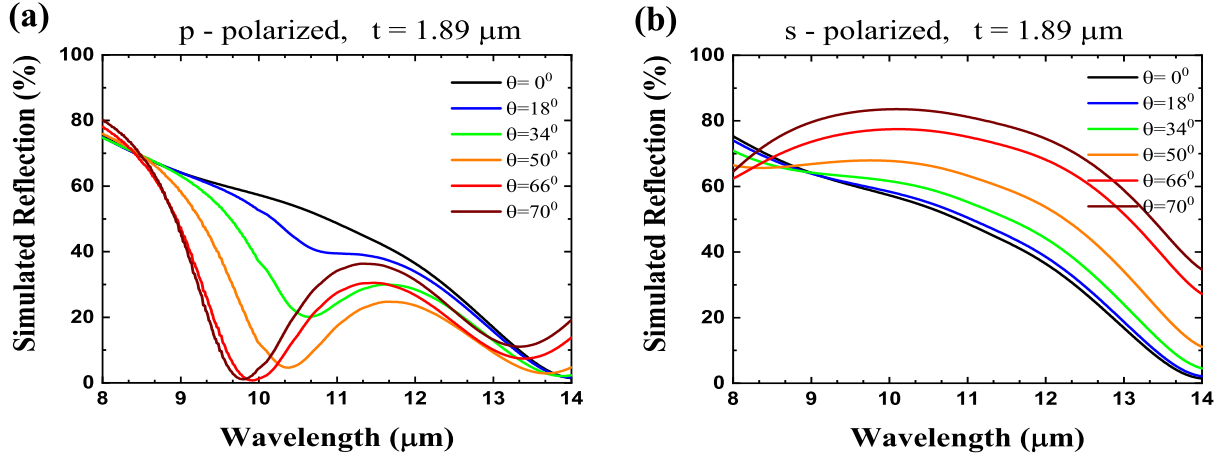 (a)
p - polarized, t = 1.89 μm
Simulated Reflection (%)
100
80
60
40
20
0
θ= 0⁰
θ=18⁰
θ=34⁰
θ=50⁰
θ=66⁰
θ=70⁰
8 9 10 11 12 13 14
Wavelength (μm)
(b)
s - polarized, t = 1.89 μm
Simulated Reflection (%)
100
80
60
40
20
0
θ= 0⁰
θ=18⁰
θ=34⁰
θ=50⁰
θ=66⁰
θ=70⁰
8 9 10 11 12 13 14
Wavelength (μm)